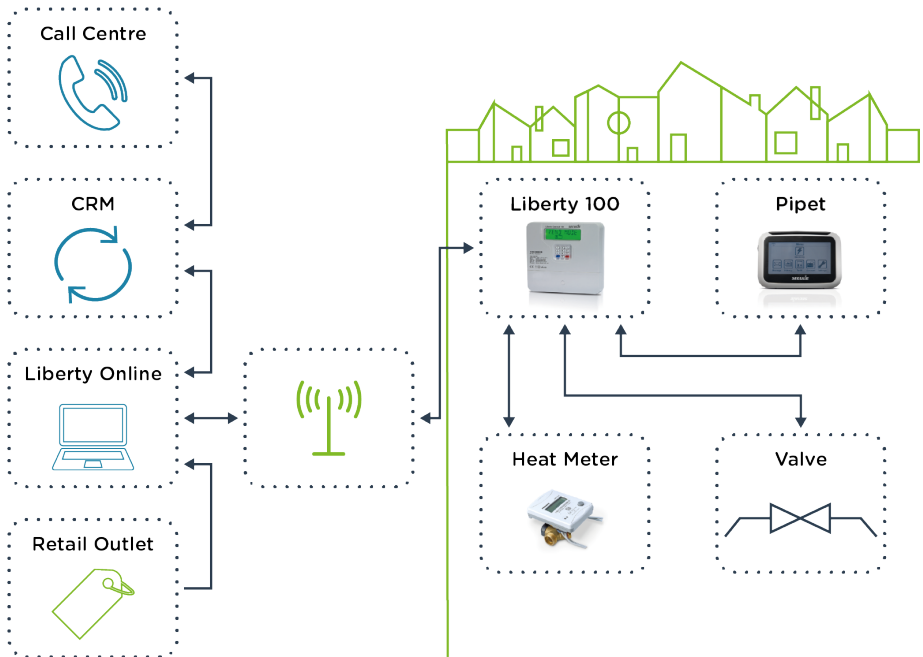 Call Centre
CRM
Liberty Online
Retail Outlet
Liberty 100
Pipet
Heat Meter
Valve